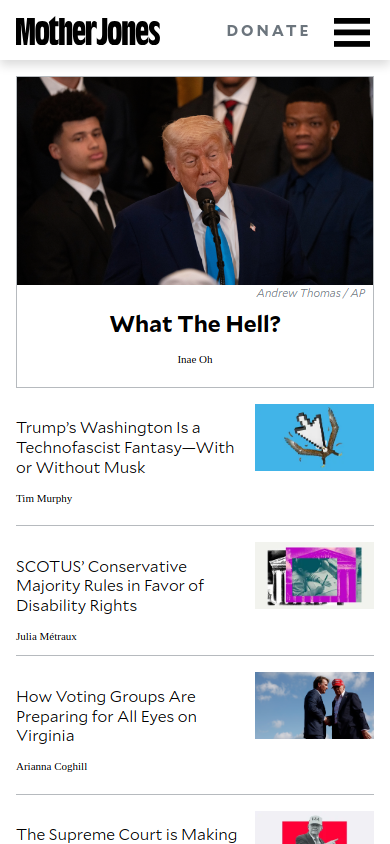 Mother Jones
DONATE
Andrew Thomas / AP
What The Hell?
Inae Oh
Trump’s Washington Is a
Technofascist Fantasy—With
or Without Musk
Tim Murphy
SCOTUS’ Conservative
Majority Rules in Favor of
Disability Rights
Julia Métraux
How Voting Groups Are
Preparing for All Eyes on
Virginia
Arianna Coghill
The Supreme Court is Making